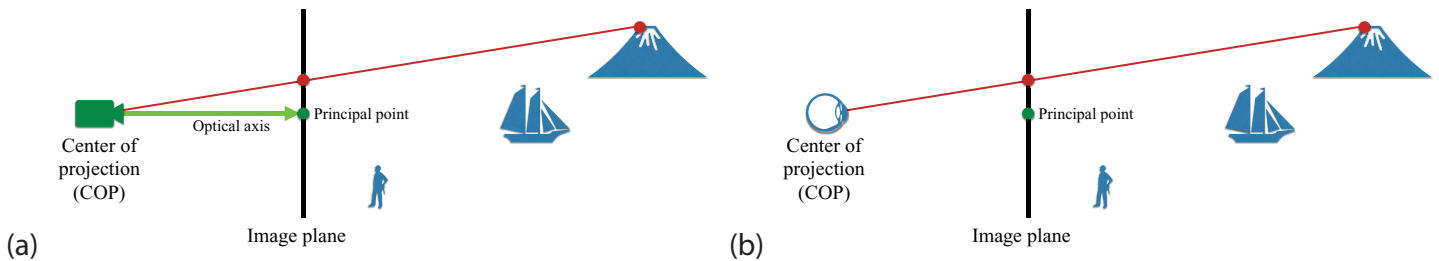 Principal point
Optical axis
Center of
projection
(COP)
Image plane
(a)
Principal point
Center of
projection
(COP)
Image plane
(b)